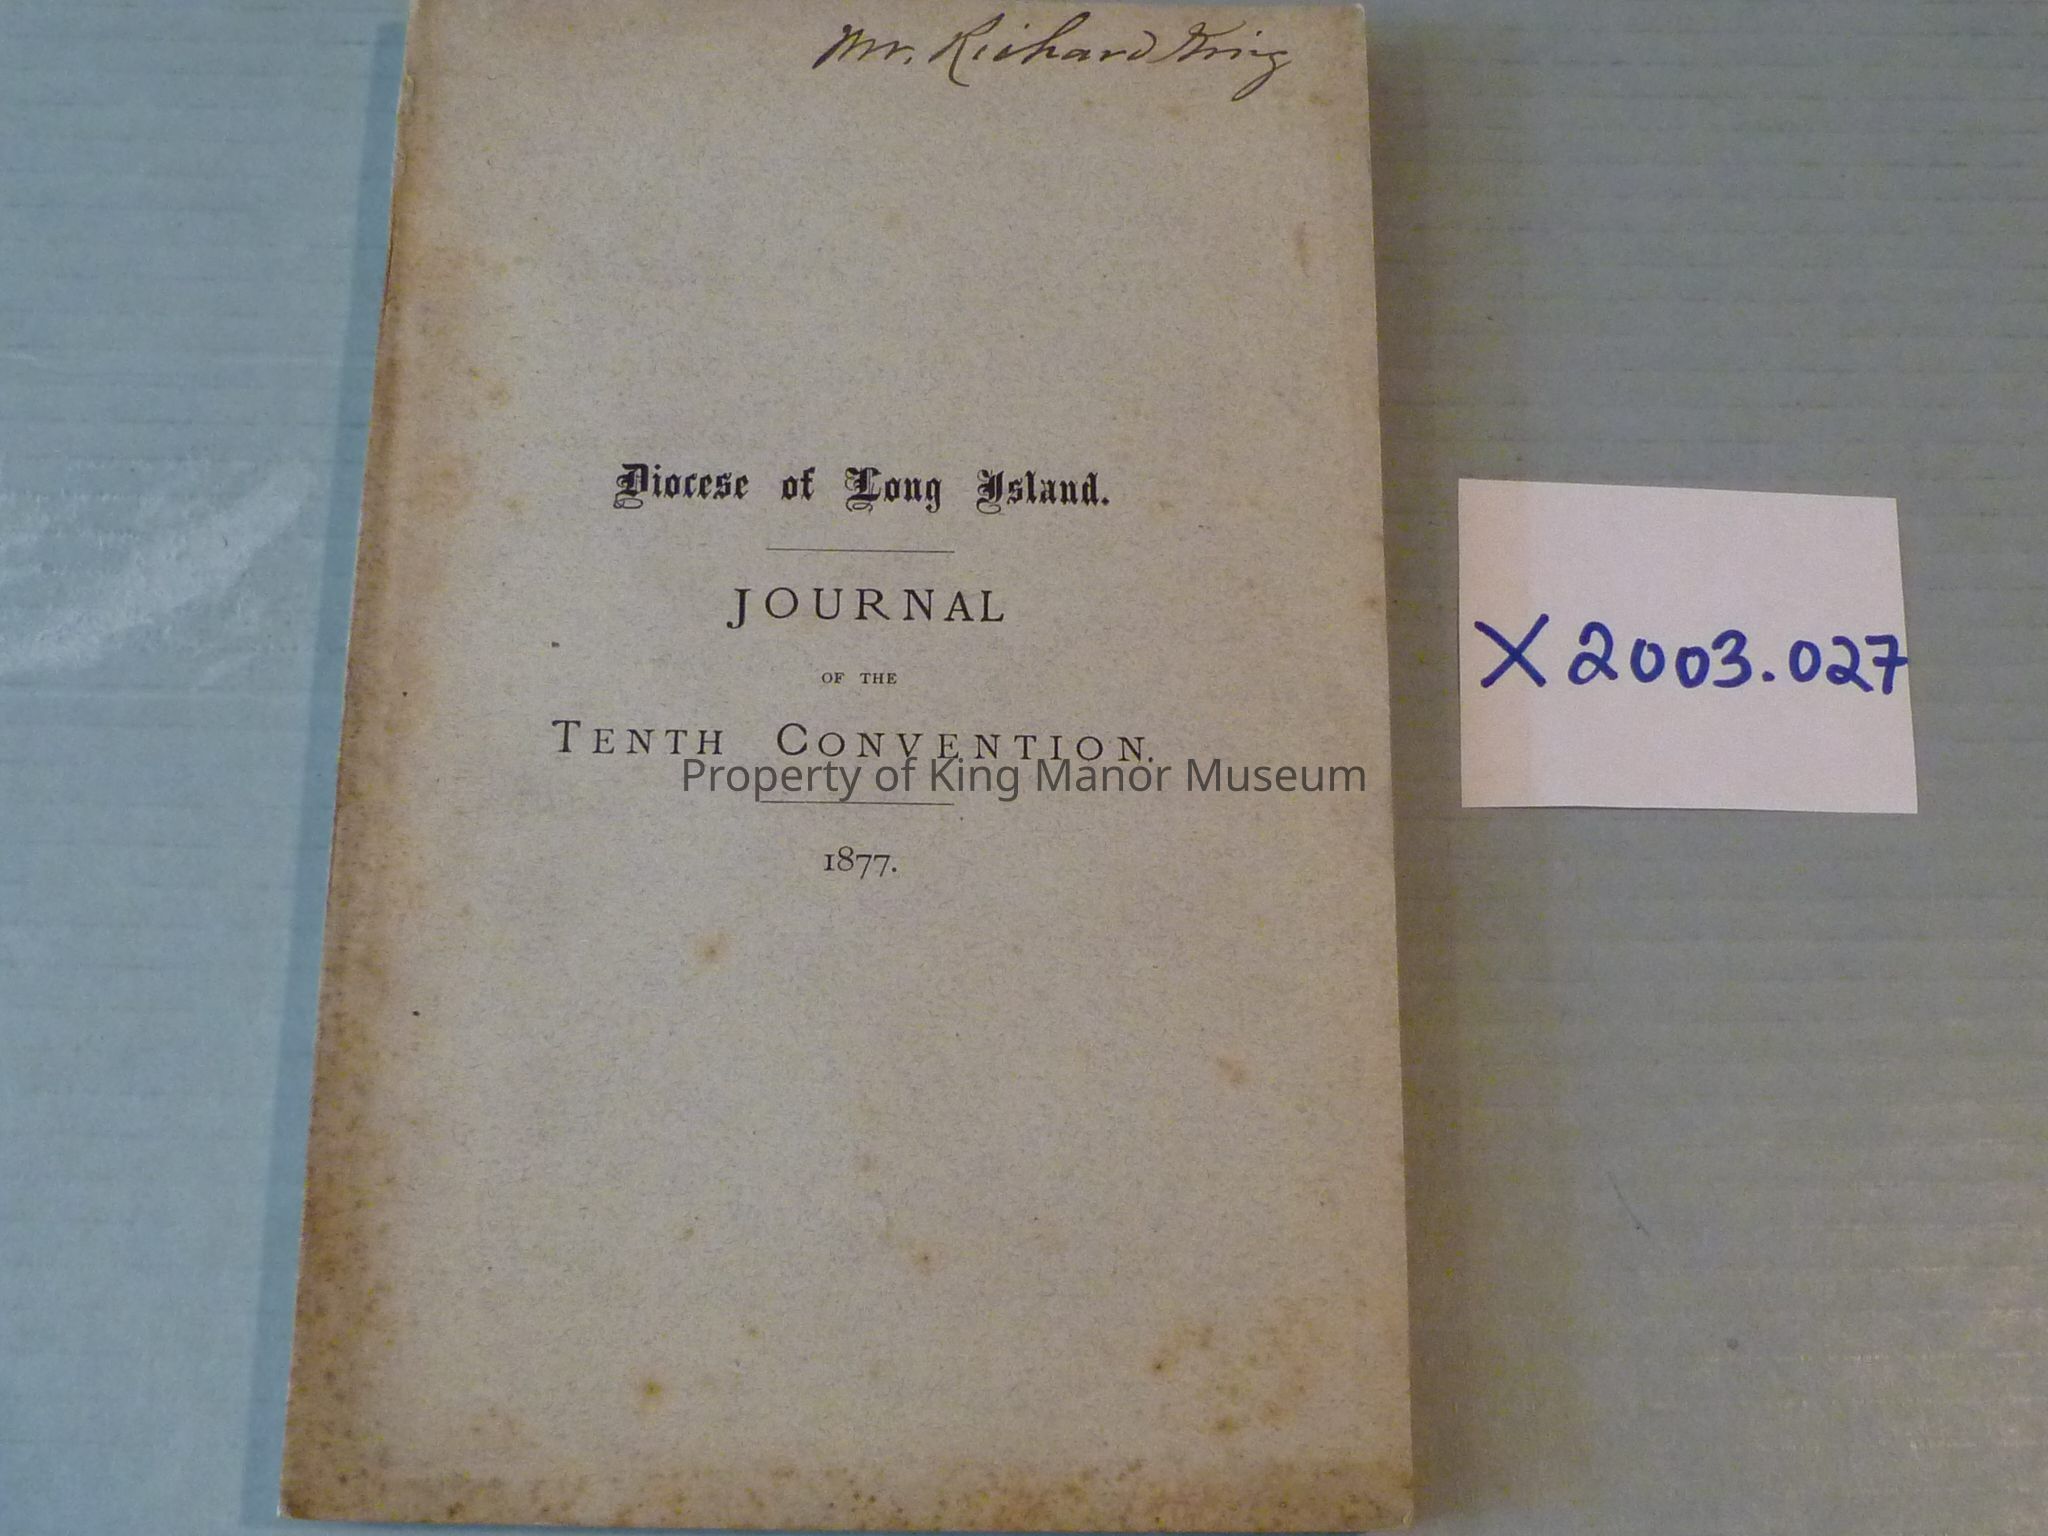 Mr. Richard King
Diocese of Long Island.
JOURNAL
OF THE
TENTH CONVENTION.
Property of King Manor Museum
1877.
X2003.027